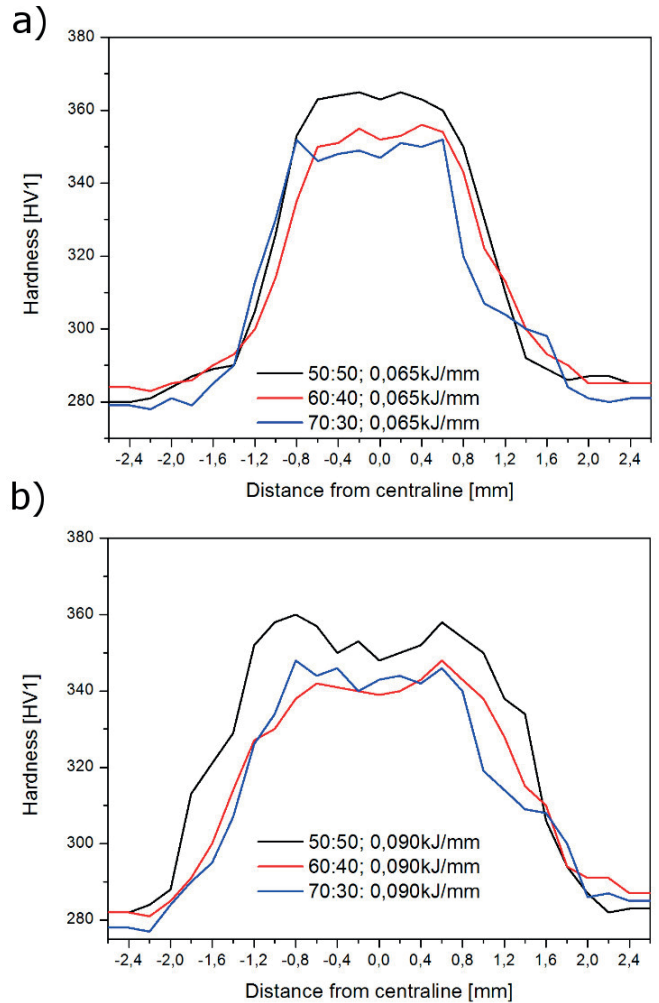 a)
380
360
340
320
300
280
Hardness [HV1]
50:50; 0,065kJ/mm
60:40; 0,065kJ/mm
70:30; 0,065kJ/mm
-2,4 -2,0 -1,6 -1,2 -0,8 -0,4 0,0 0,4 0,8 1,2 1,6 2,0 2,4
Distance from centraline [mm]
b)
380
360
340
320
300
280
Hardness [HV1]
50:50; 0,090kJ/mm
60:40; 0,090kJ/mm
70:30: 0,090kJ/mm
-2,4 -2,0 -1,6 -1,2 -0,8 -0,4 0,0 0,4 0,8 1,2 1,6 2,0 2,4
Distance from centraline [mm]